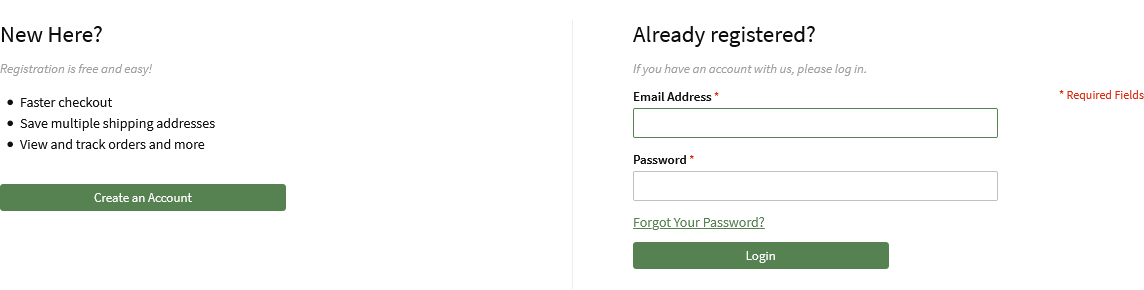 New Here?
Registration is free and easy!
• Faster checkout
• Save multiple shipping addresses
• View and track orders and more
Create an Account
Already registered?
If you have an account with us, please log in.
* Required Fields
Email Address *
Password *
Forgot Your Password?
Login